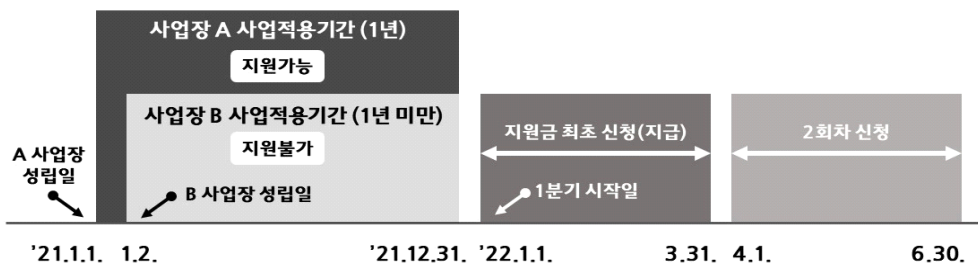 사업장 A 사업적용기간 (1년)
지원가능
사업장 B 사업적용기간 (1년 미만)
지원불가
A 사업장
성립일
B 사업장 성립일
지원금 최초 신청(지급)
1분기 시작일
2회차 신청
'21.1.1. 1.2. '21.12.31. '22.1.1. 3.31. 4.1. 6.30.